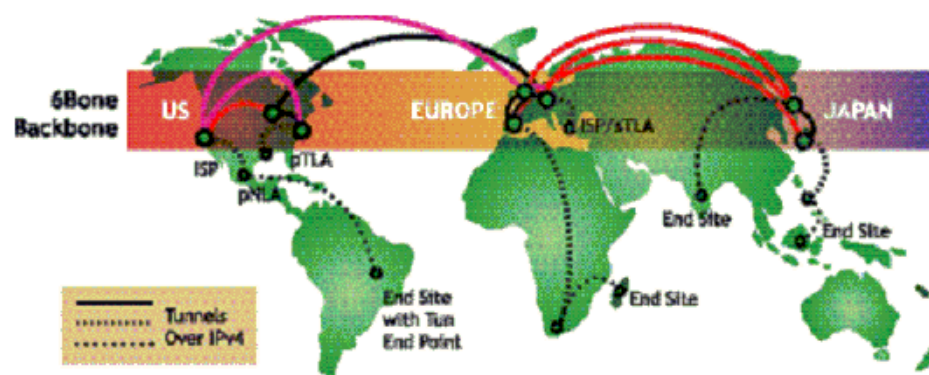 6Bone
Backbone
US
EUROPE
JAPAN
ISP
pTLA
pNLA
ISP/sTLA
End Site
End Site
End Site
End Site
with Tun
End Point
Tunnels
Over IPv4